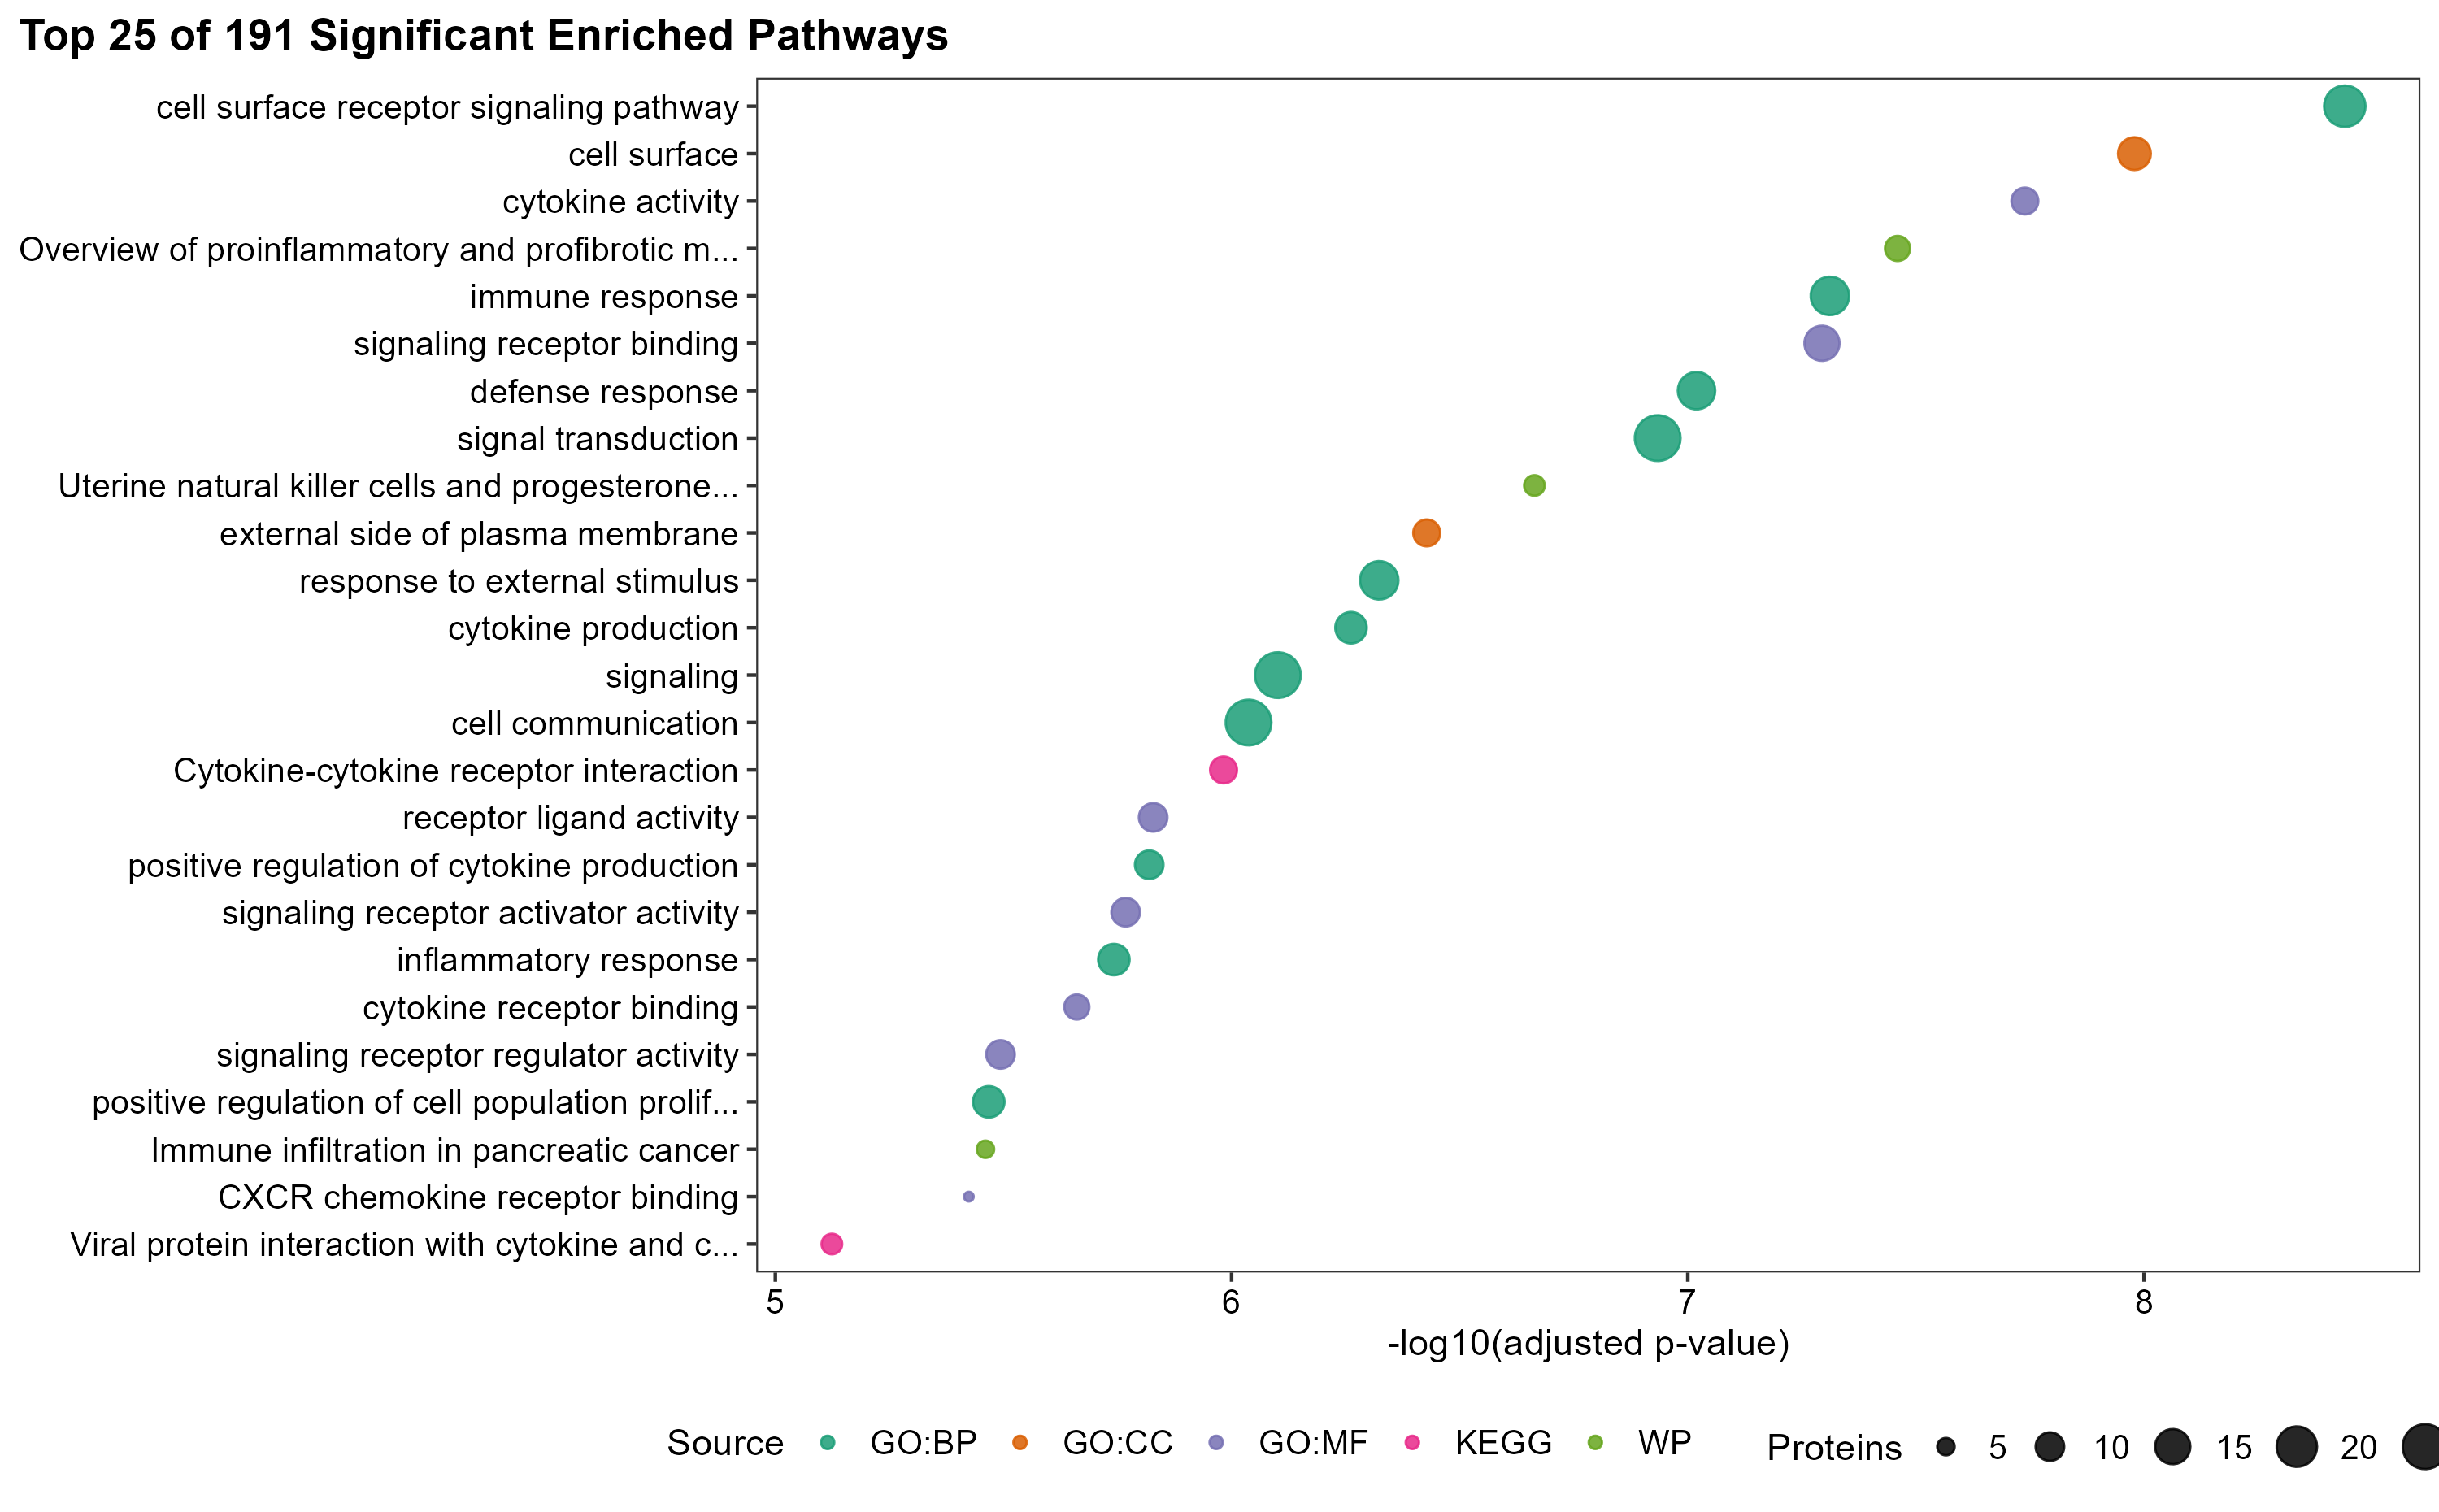 Top 25 of 191 Significant Enriched Pathways
cell surface receptor signaling pathway
cell surface
cytokine activity
Overview of proinflammatory and profibrotic m...
immune response
signaling receptor binding
defense response
signal transduction
Uterine natural killer cells and progesterone...
external side of plasma membrane
response to external stimulus
cytokine production
signaling
cell communication
Cytokine-cytokine receptor interaction
receptor ligand activity
positive regulation of cytokine production
signaling receptor activator activity
inflammatory response
cytokine receptor binding
signaling receptor regulator activity
positive regulation of cell population prolif...
Immune infiltration in pancreatic cancer
CXCR chemokine receptor binding
Viral protein interaction with cytokine and c...
5 6 7 8
-log10(adjusted p-value)
Source GO:BP GO:CC GO:MF KEGG WP Proteins 5 10 15 20